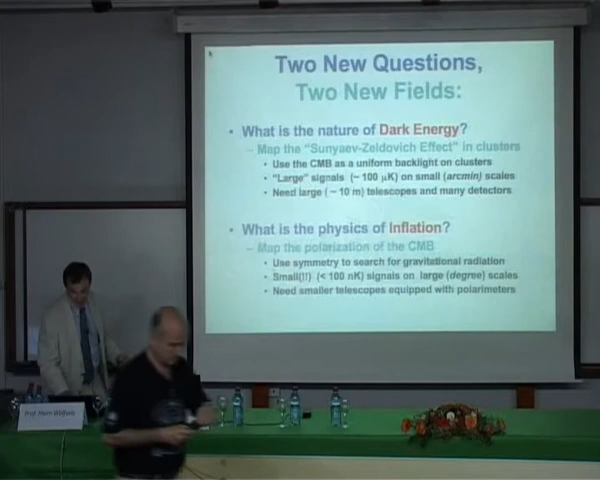 Two New Questions,
Two New Fields:
• What is the nature of Dark Energy?
– Map the "Sunyaev-Zeldovich Effect" in clusters
• Use the CMB as a uniform backlight on clusters
• "Large" signals (~ 100 μK) on small (arcmin) scales
• Need large (~ 10 m) telescopes and many detectors
• What is the physics of Inflation?
– Map the polarization of the CMB
• Use symmetry to search for gravitational radiation
• Small(!!) (< 100 nK) signals on large (degree) scales
• Need smaller telescopes equipped with polarimeters
Prof.